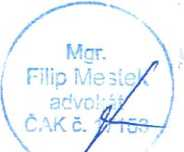 Mgr.
Filip Mestek
advokát
ČAK č.